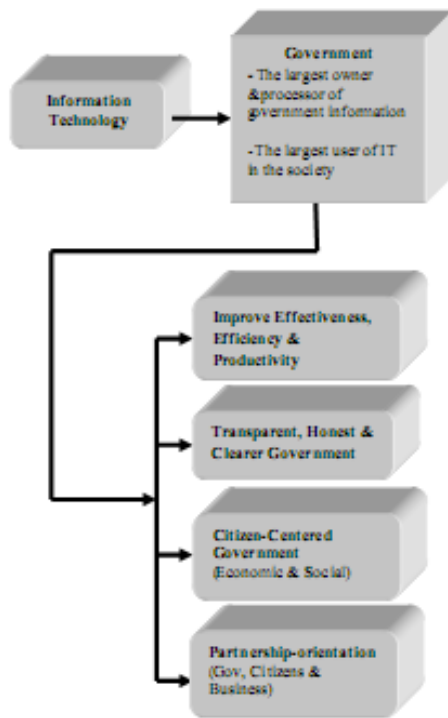 Information
Technology
Government
- The largest owner
&processor of
government information
-The largest user of IT
in the society
Improve Effectiveness,
Efficiency &
Productivity
Transparent, Honest &
Clearer Government
Citizen-Centered
Government
(Economic & Social)
Partnership-orientation
(Gov, Citizens &
Business)